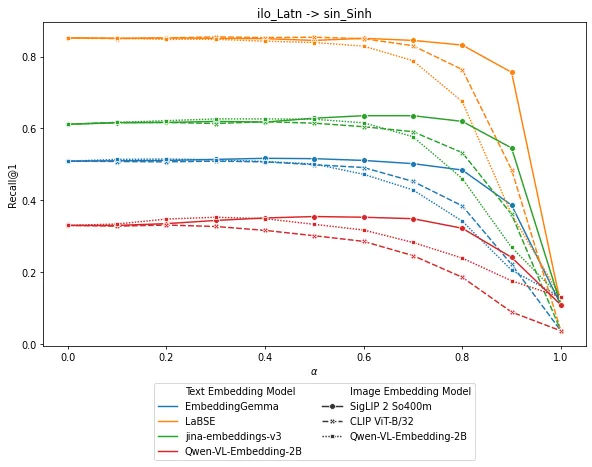 ilo_Latn -> sin_Sinh
Recall@1
0.8
0.6
0.4
0.2
0.0
0.0 0.2 0.4 0.6 0.8 1.0
α
Text Embedding Model
EmbeddingGemma
LaBSE
jina-embeddings-v3
Qwen-VL-Embedding-2B
Image Embedding Model
SigLIP 2 So400m
CLIP ViT-B/32
Qwen-VL-Embedding-2B